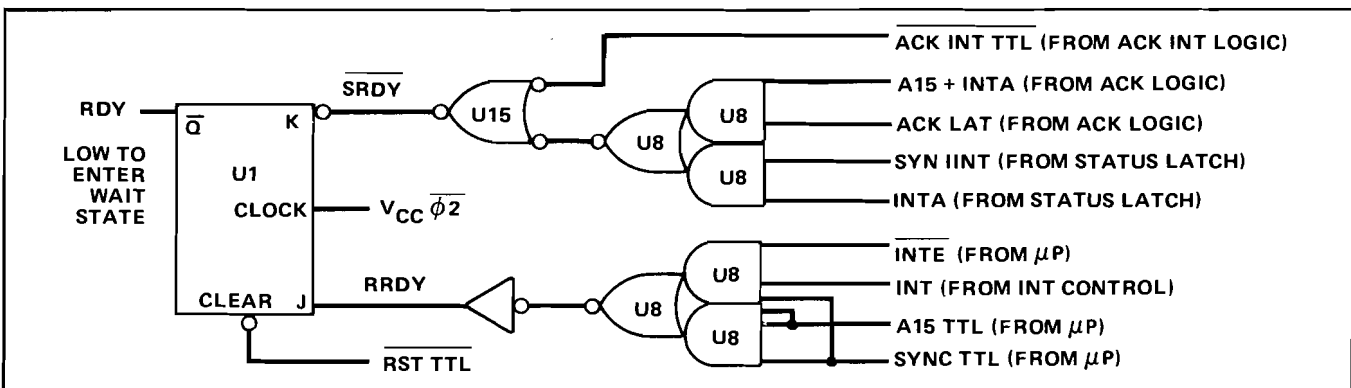 ACK INT TTL (FROM ACK INT LOGIC)
SRDY
A15 + INTA (FROM ACK LOGIC)
RDY
Q
K
U15
U8
ACK LAT (FROM ACK LOGIC)
U8
LOW TO
ENTER
WAIT
STATE
U1
U8
SYN IINT (FROM STATUS LATCH)
CLOCK
VCC φ2
INTA (FROM STATUS LATCH)
INTE (FROM μP)
RRDY
U8
INT (FROM INT CONTROL)
CLEAR
J
U8
U8
A15 TTL (FROM μP)
RST TTL
SYNC TTL (FROM μP)